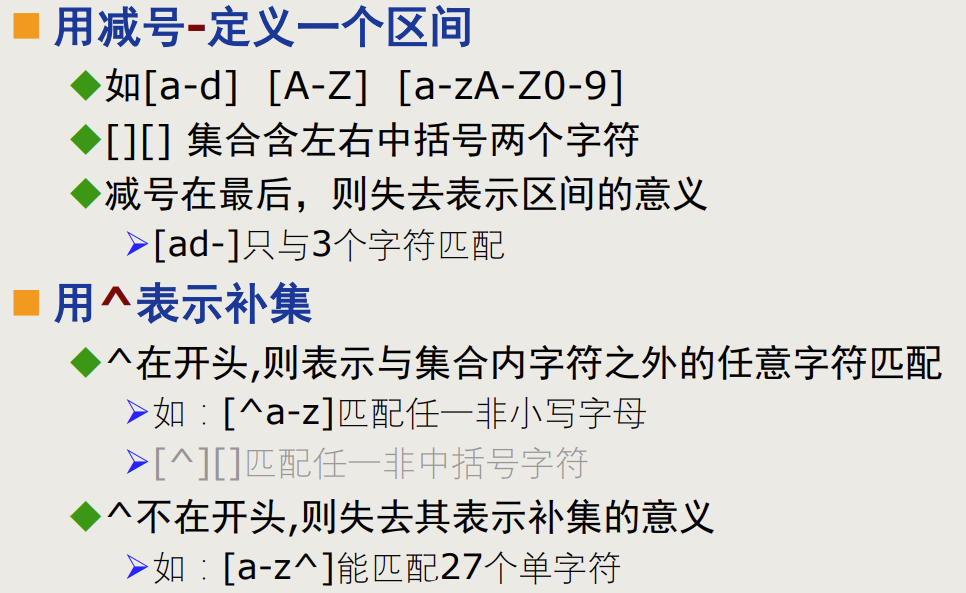 用减号-定义一个区间
如[a-d] [A-Z] [a-zA-Z0-9]
[][] 集合含左右中括号两个字符
减号在最后，则失去表示区间的意义
[ad-]只与3个字符匹配
用^表示补集
^在开头,则表示与集合内字符之外的任意字符匹配
如：[^a-z]匹配任一非小写字母
[^][]匹配任一非中括号字符
^不在开头,则失去其表示补集的意义
如：[a-z^]能匹配27个单字符